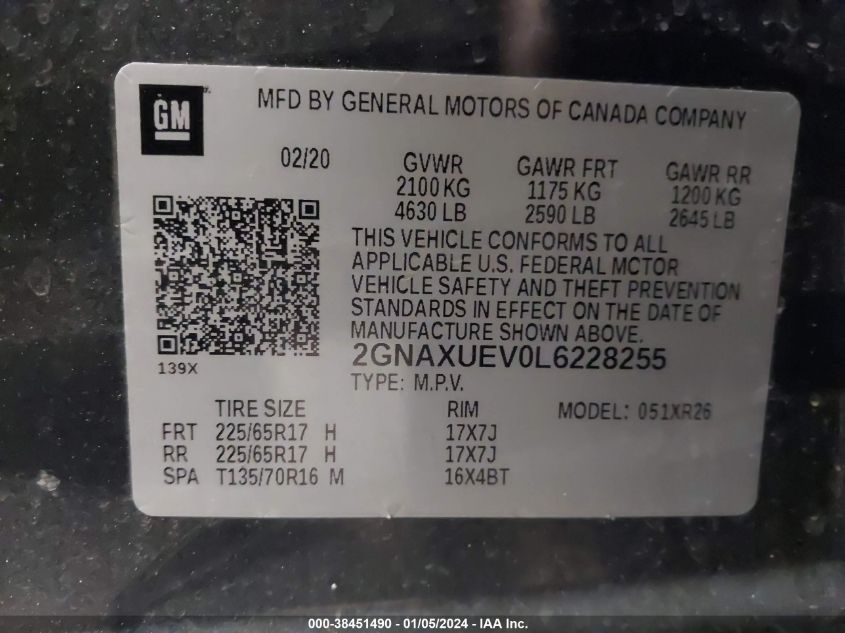 GM
MFD BY GENERAL MOTORS OF CANADA COMPANY
02/20 GVWR GAWR FRT GAWR RR
2100 KG 1175 KG 1200 KG
4630 LB 2590 LB 2645 LB
THIS VEHICLE CONFORMS TO ALL
APPLICABLE U.S. FEDERAL MCTOR
VEHICLE SAFETY AND THEFT PREVENTION
STANDARDS IN EFFECT ON THE DATE OF
MANUFACTURE SHOWN ABOVE.
139X 2GNAXUEV0L6228255
TYPE: M.P.V.
TIRE SIZE RIM MODEL: 051XR26
FRT 225/65R17 H 17X7J
RR 225/65R17 H 17X7J
SPA T135/70R16 M 16X4BT
000-38451490 - 01/05/2024 - IAA Inc.